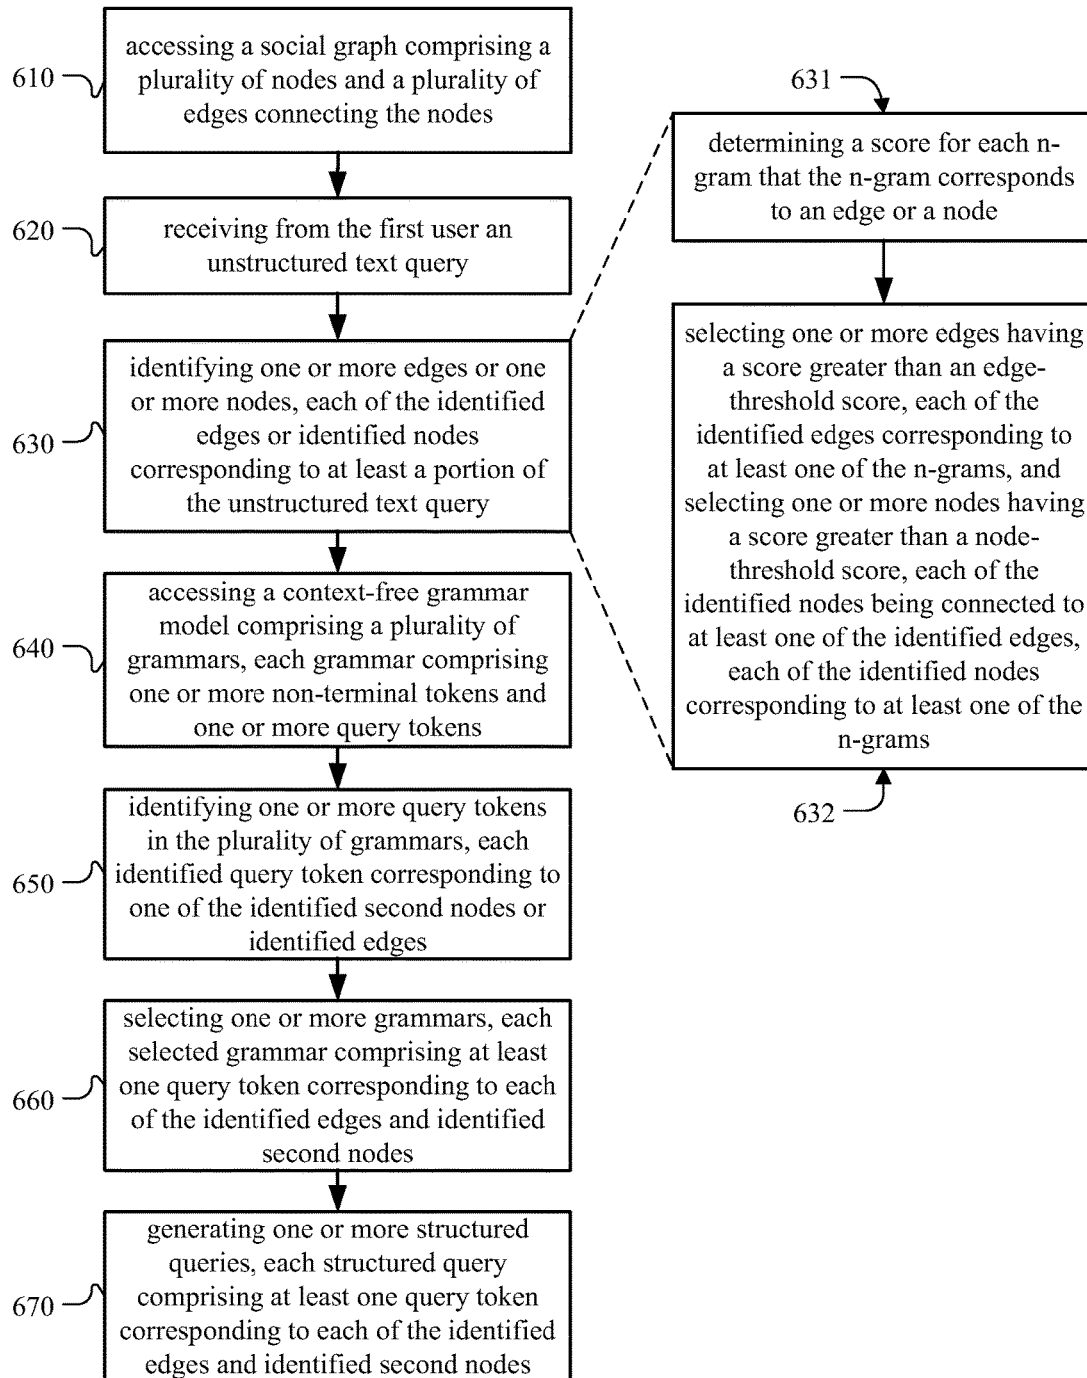 610
accessing a social graph comprising a
plurality of nodes and a plurality of
edges connecting the nodes
620
receiving from the first user an
unstructured text query
630
identifying one or more edges or one
or more nodes, each of the identified
edges or identified nodes
corresponding to at least a portion of
the unstructured text query
640
accessing a context-free grammar
model comprising a plurality of
grammars, each grammar comprising
one or more non-terminal tokens and
one or more query tokens
650
identifying one or more query tokens
in the plurality of grammars, each
identified query token corresponding to
one of the identified second nodes or
identified edges
660
selecting one or more grammars, each
selected grammar comprising at least
one query token corresponding to each
of the identified edges and identified
second nodes
670
generating one or more structured
queries, each structured query
comprising at least one query token
corresponding to each of the identified
edges and identified second nodes
631
determining a score for each n-
gram that the n-gram corresponds
to an edge or a node
selecting one or more edges having
a score greater than an edge-
threshold score, each of the
identified edges corresponding to
at least one of the n-grams, and
selecting one or more nodes having
a score greater than a node-
threshold score, each of the
identified nodes being connected to
at least one of the identified edges,
each of the identified nodes
corresponding to at least one of the
n-grams
632